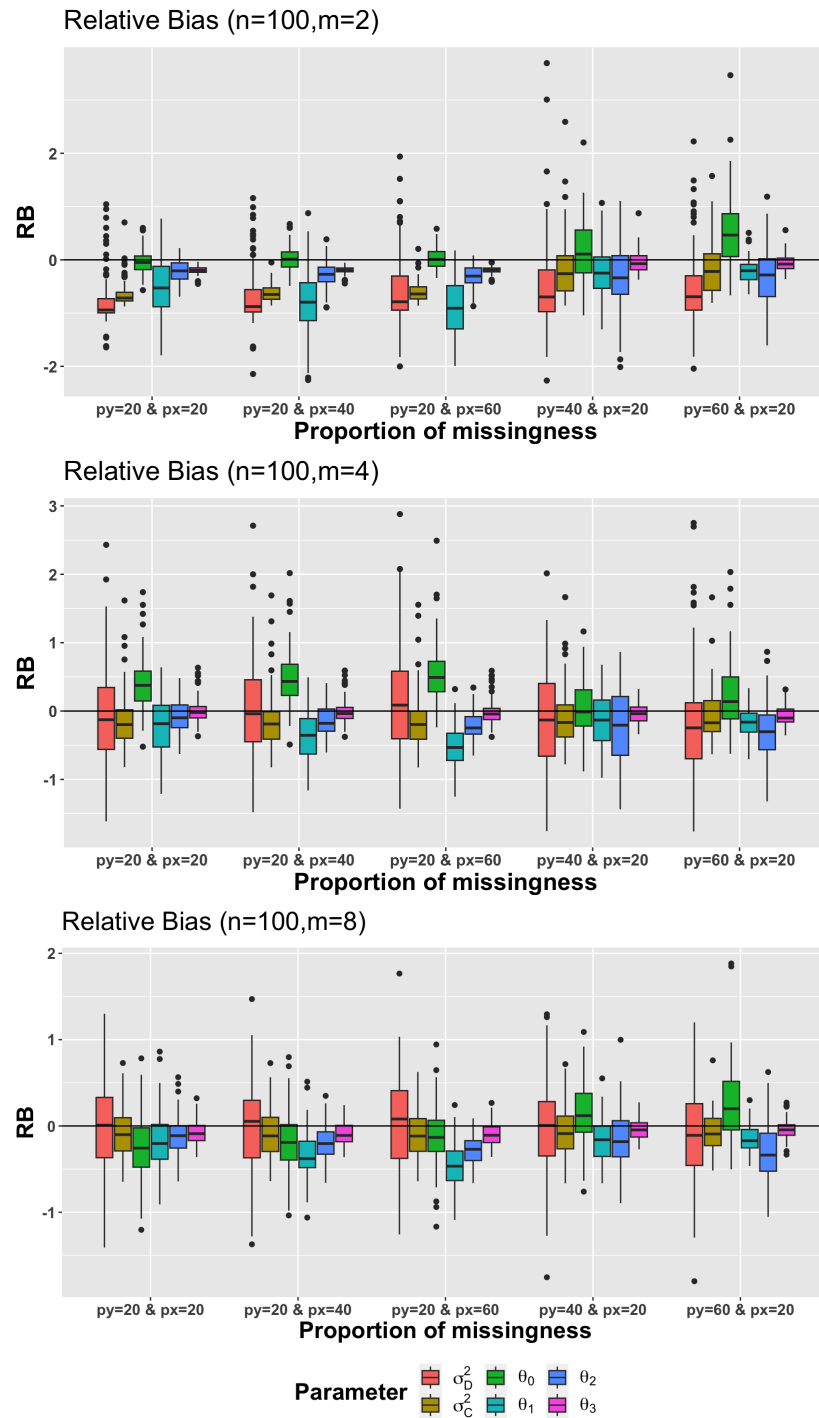 Relative Bias (n=100,m=2)
RB
2
0
-2
py=20 & px=20 py=20 & px=40 py=20 & px=60 py=40 & px=20 py=60 & px=20
Proportion of missingness
Relative Bias (n=100,m=4)
RB
3
2
1
0
-1
py=20 & px=20 py=20 & px=40 py=20 & px=60 py=40 & px=20 py=60 & px=20
Proportion of missingness
Relative Bias (n=100,m=8)
RB
2
1
0
-1
py=20 & px=20 py=20 & px=40 py=20 & px=60 py=40 & px=20 py=60 & px=20
Proportion of missingness
Parameter
σ²_D θ₀ θ₂
σ²_C θ₁ θ₃